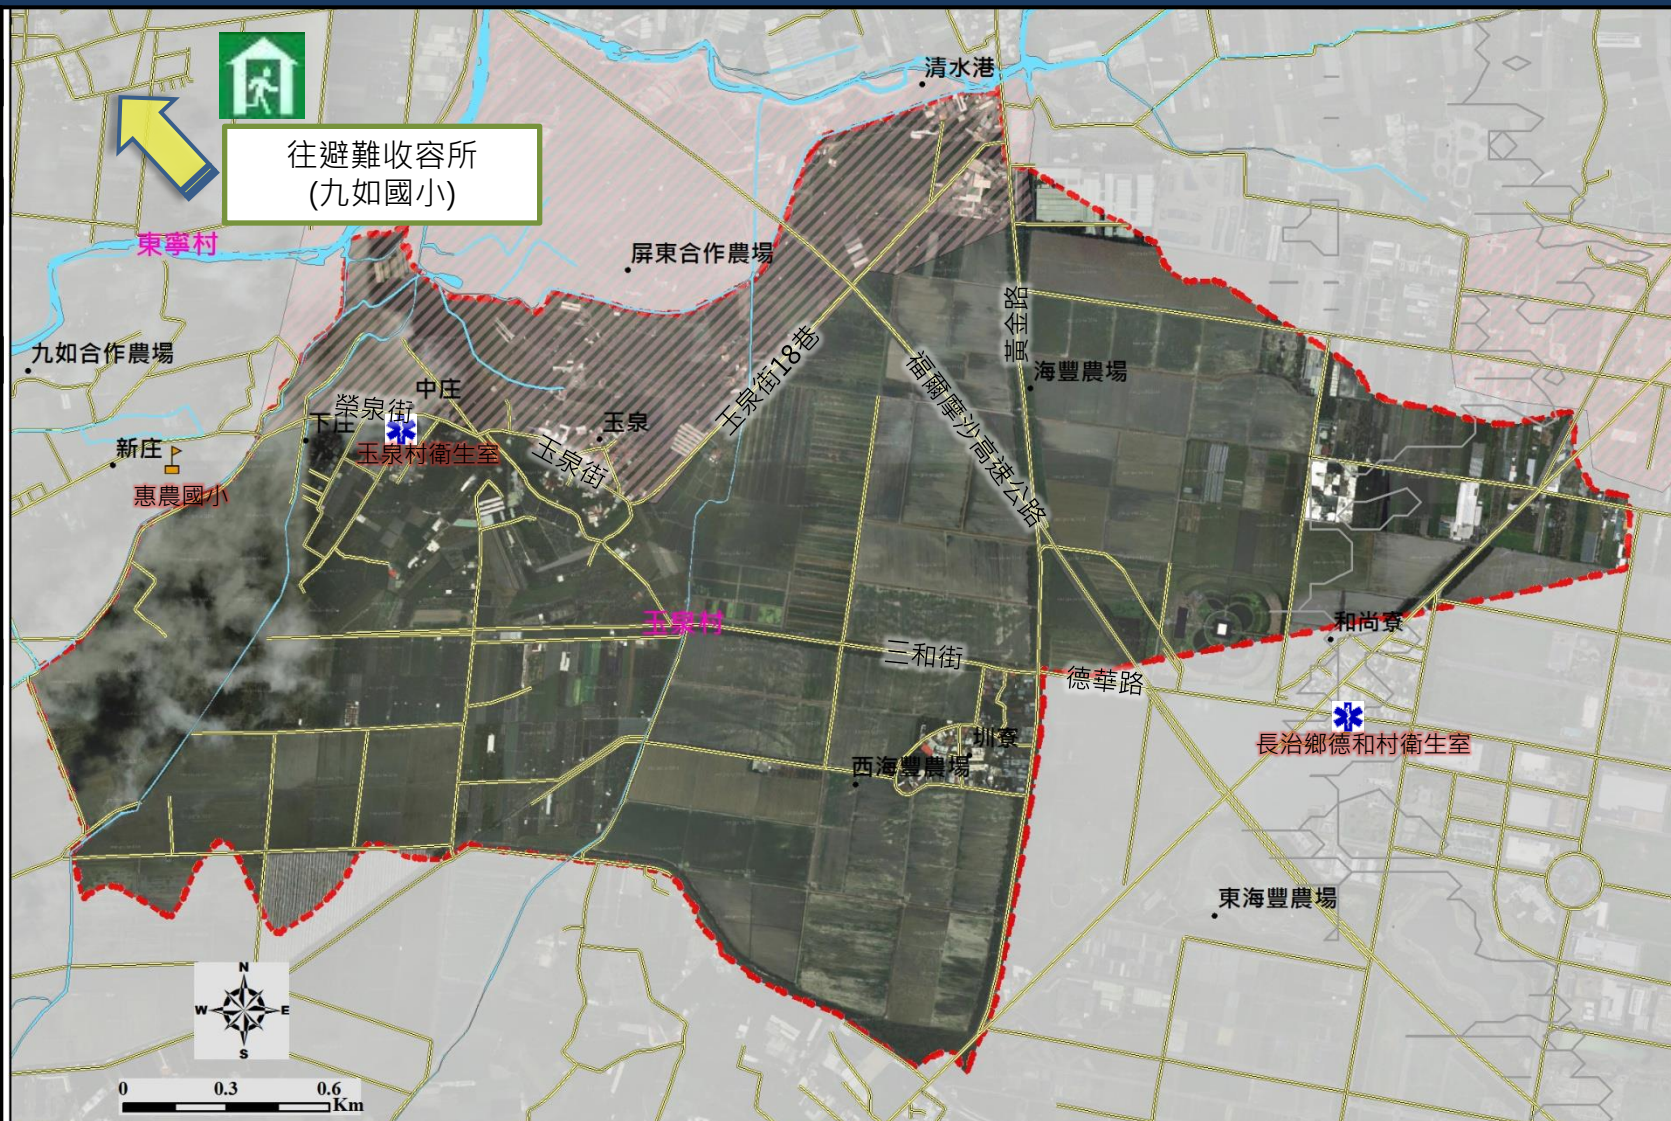 清水港
往避難收容所
(九如國小)
東寧村
屏東合作農場
九如合作農場
黃金路
海豐農場
玉泉街18巷
福爾摩沙高速公路
中庄
榮泉街
下庄
玉泉
新庄
玉泉村衛生室
玉泉街
惠農國小
玉泉村
和尚寮
三和街
德華路
圳寮
長治鄉德和村衛生室
西海豐農場
東海豐農場
N
W E
S
0 0.3 0.6
Km